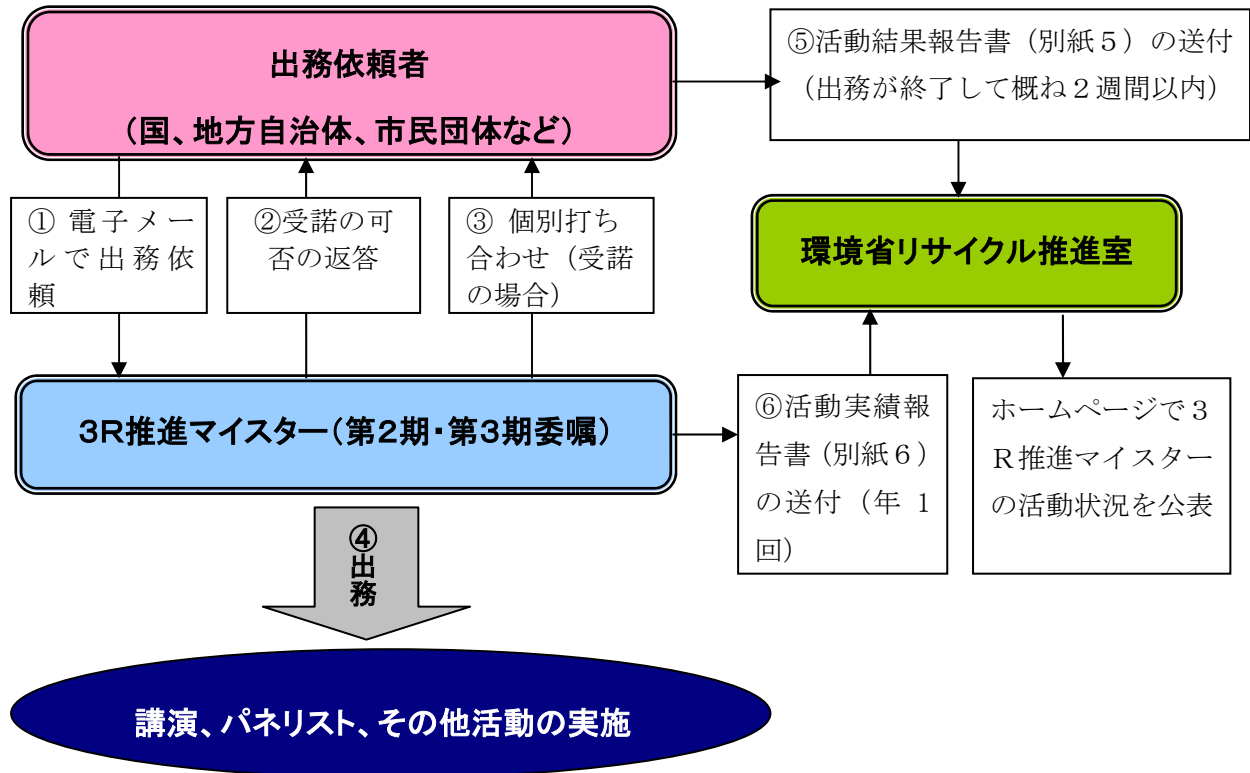 出務依頼者
（国、地方自治体、市民団体など）
⑤活動結果報告書（別紙５）の送付
（出務が終了して概ね２週間以内）
① 電子メー
ルで出務依
頼
②受諾の可
否の返答
③ 個別打ち
合わせ（受諾
の場合）
環境省リサイクル推進室
３Ｒ推進マイスター（第２期・第３期委嘱）
⑥活動実績報
告書（別紙６）
の送付（年 1
回）
ホームページで３
Ｒ推進マイスター
の活動状況を公表
④
出
務
講演、パネリスト、その他活動の実施